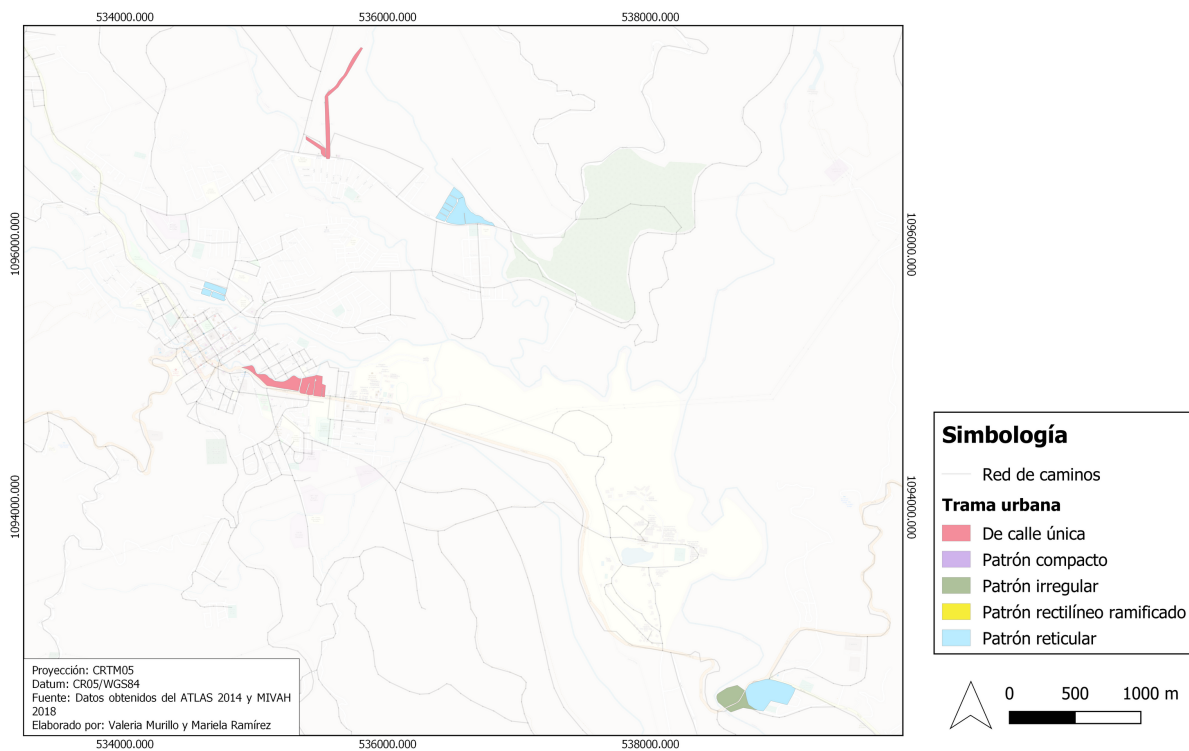 534000.000
536000.000
538000.000
1096000.000
1096000.000
1094000.000
1094000.000
Simbología
Red de caminos
Trama urbana
De calle única
Patrón compacto
Patrón irregular
Patrón rectilíneo ramificado
Patrón reticular
Proyección: CRTM05
Datum: CR05/WGS84
Fuente: Datos obtenidos del ATLAS 2014 y MIVAH
2018
Elaborado por: Valeria Murillo y Mariela Ramírez
0 500 1000 m
534000.000
536000.000
538000.000